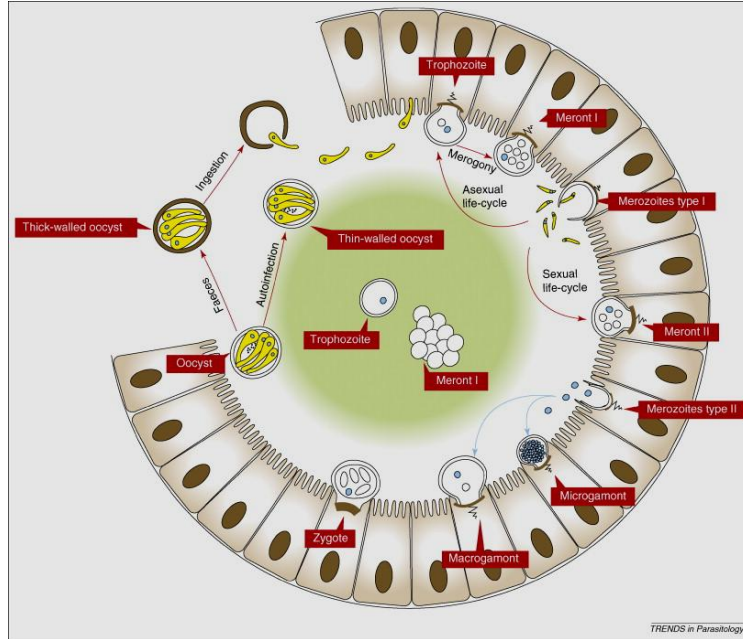 Trophozoite
Meront I
Merogony
Ingestion
Asexual
life-cycle
Merozoites type I
Thick-walled oocyst
Thin-walled oocyst
Sexual
life-cycle
Faeces
Autoinfection
Trophozoite
Meront II
Oocyst
Meront I
Merozoites type II
Microgamont
Zygote
Macrogamont
TRENDS in Parasitology